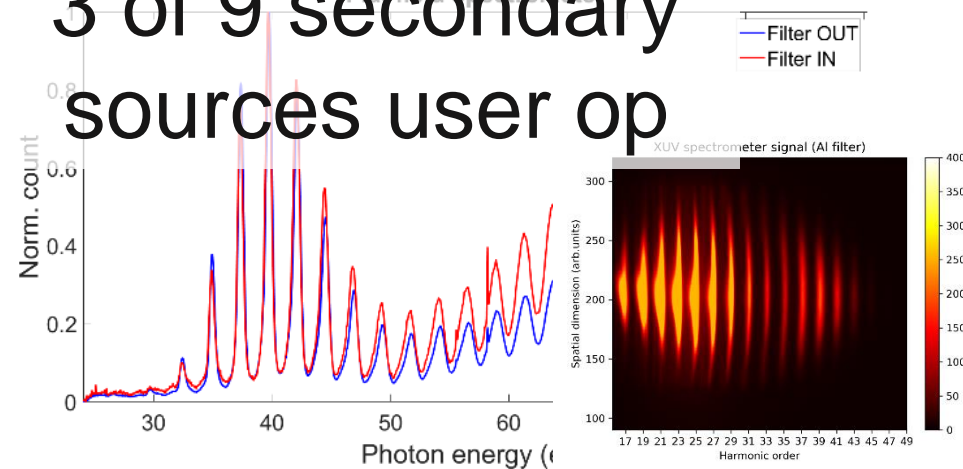 3 of 9 secondary
sources user op
Filter OUT
Filter IN
Norm. count
0.8
0.6
0.4
0.2
0
30 40 50 60
Photon energy (e
XUV spectrometer signal (Al filter)
Spatial dimension (arb.units)
300
250
200
150
100
17 19 21 23 25 27 29 31 33 35 37 39 41 43 45 47 49
Harmonic order
400
350
300
250
200
150
100
50
0